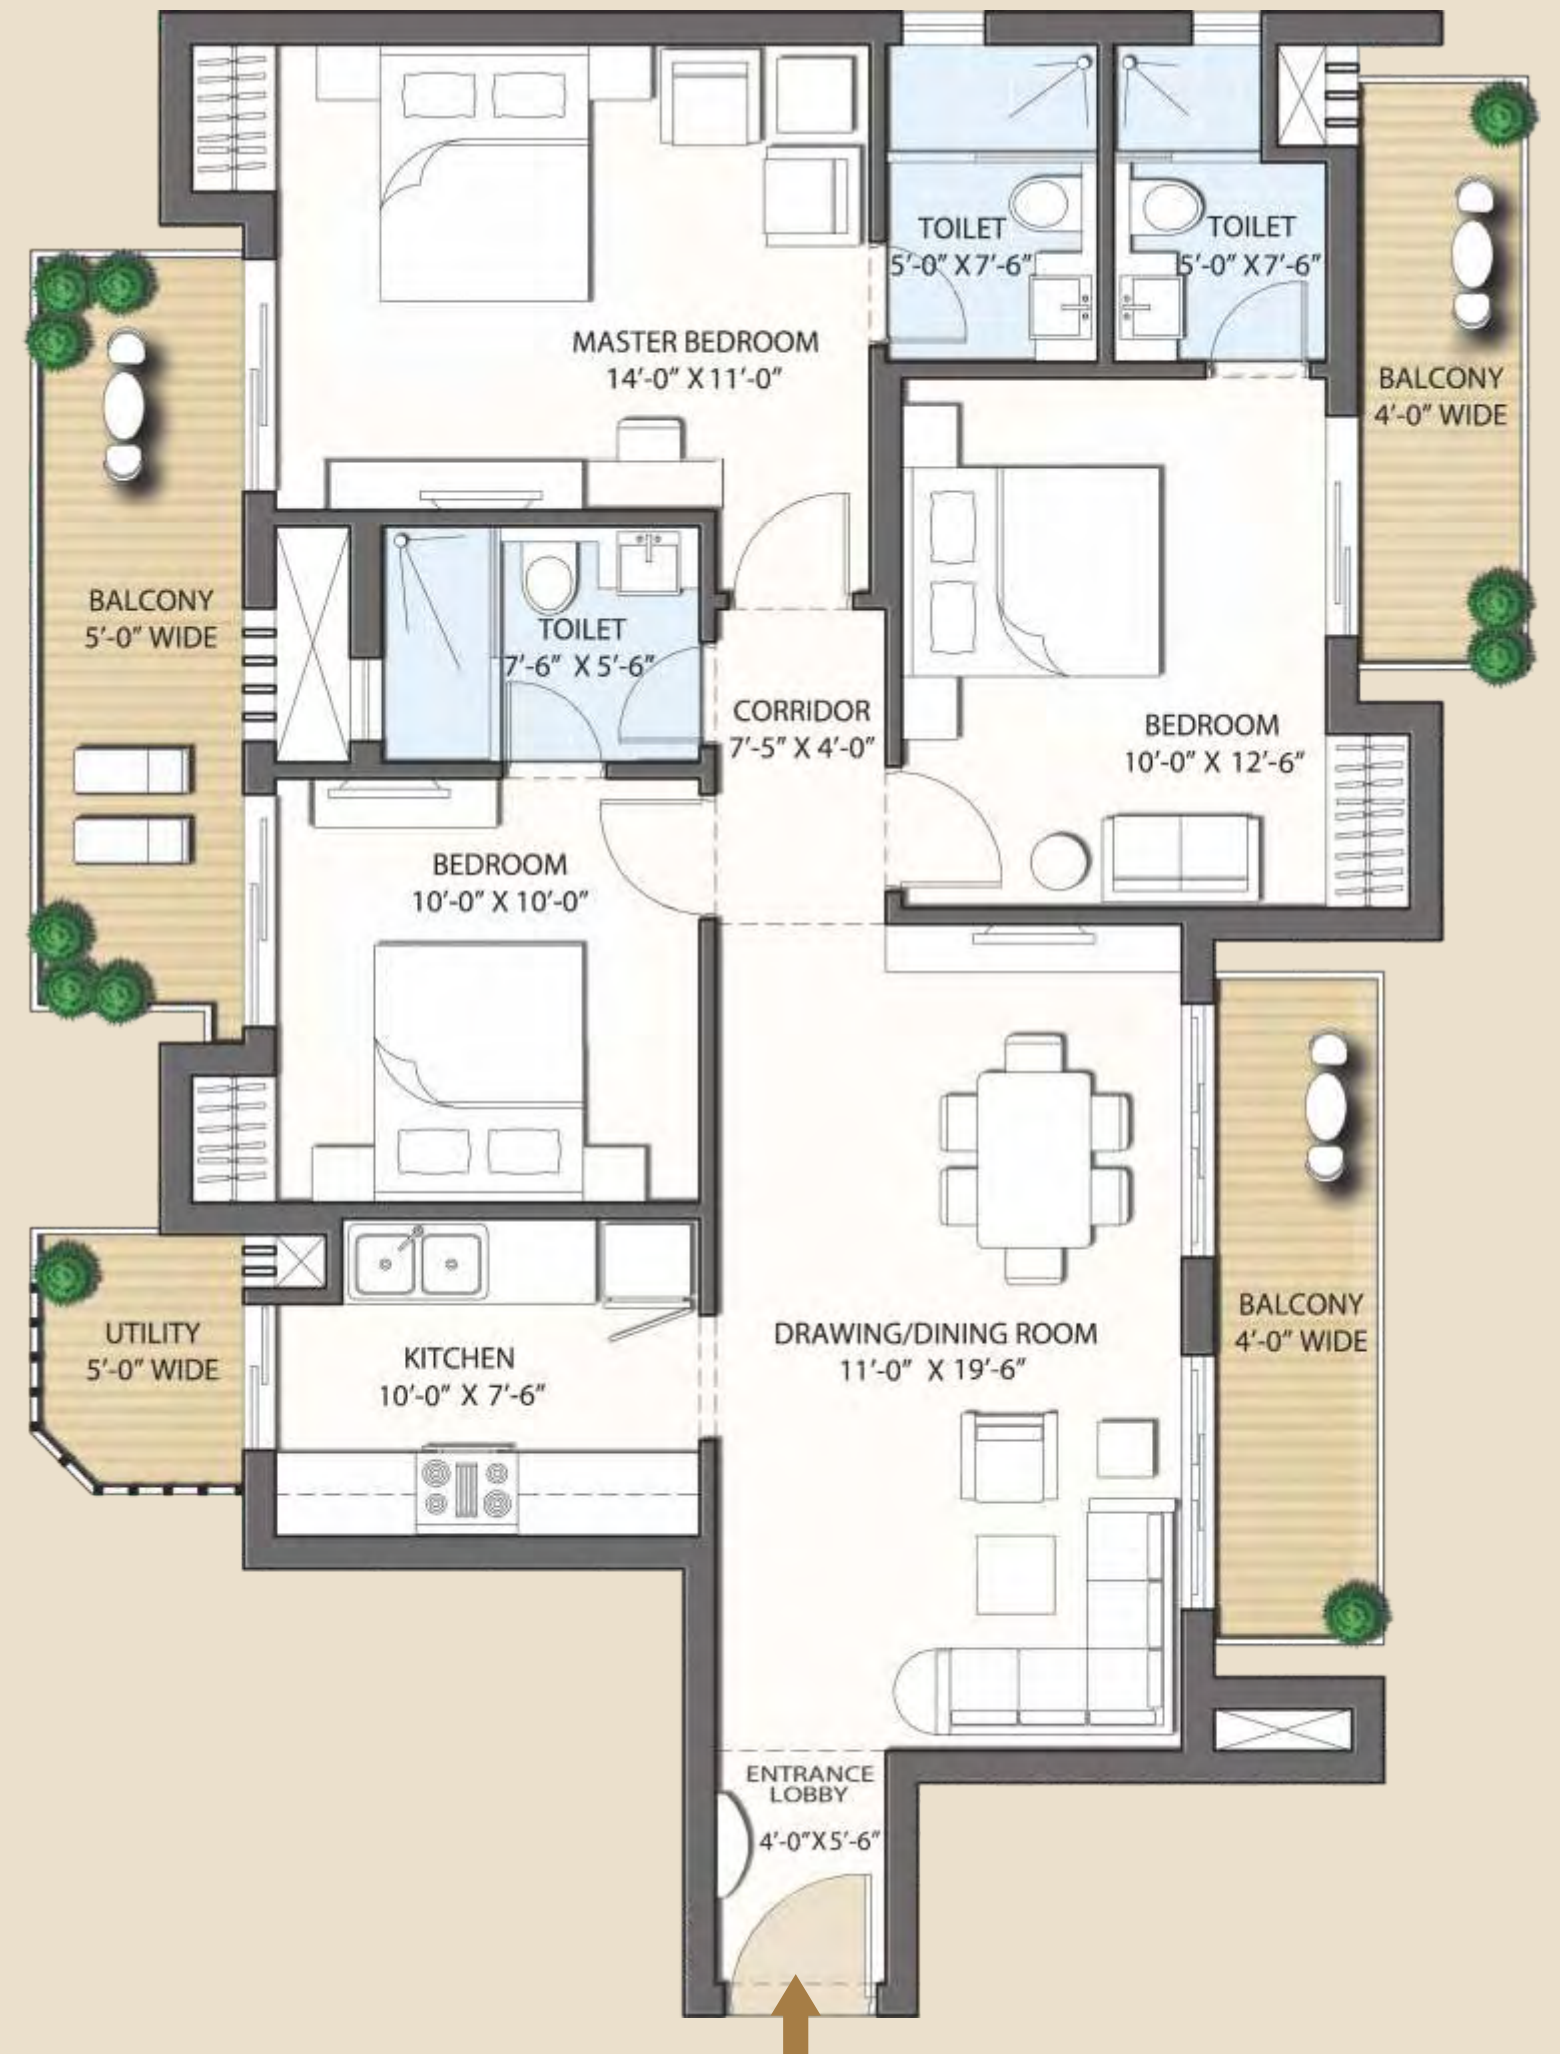 TOILET
5'-0" X 7'-6"
TOILET
5'-0" X 7'-6"
MASTER BEDROOM
14'-0" X 11'-0"
BALCONY
4'-0" WIDE
BALCONY
5'-0" WIDE
TOILET
7'-6" X 5'-6"
CORRIDOR
7'-5" X 4'-0"
BEDROOM
10'-0" X 12'-6"
BEDROOM
10'-0" X 10'-0"
UTILITY
5'-0" WIDE
KITCHEN
10'-0" X 7'-6"
DRAWING/DINING ROOM
11'-0" X 19'-6"
BALCONY
4'-0" WIDE
ENTRANCE
LOBBY
4'-0"X5'-6"